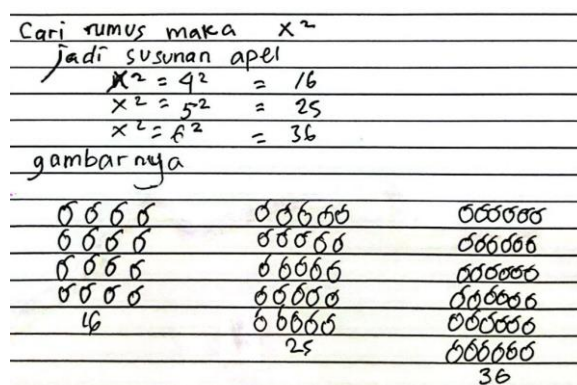 Cari rumus maka x²
jadi susunan apel
x² = 4² = 16
x² = 5² = 25
x² = 6² = 36
gambarnya
16
25
36